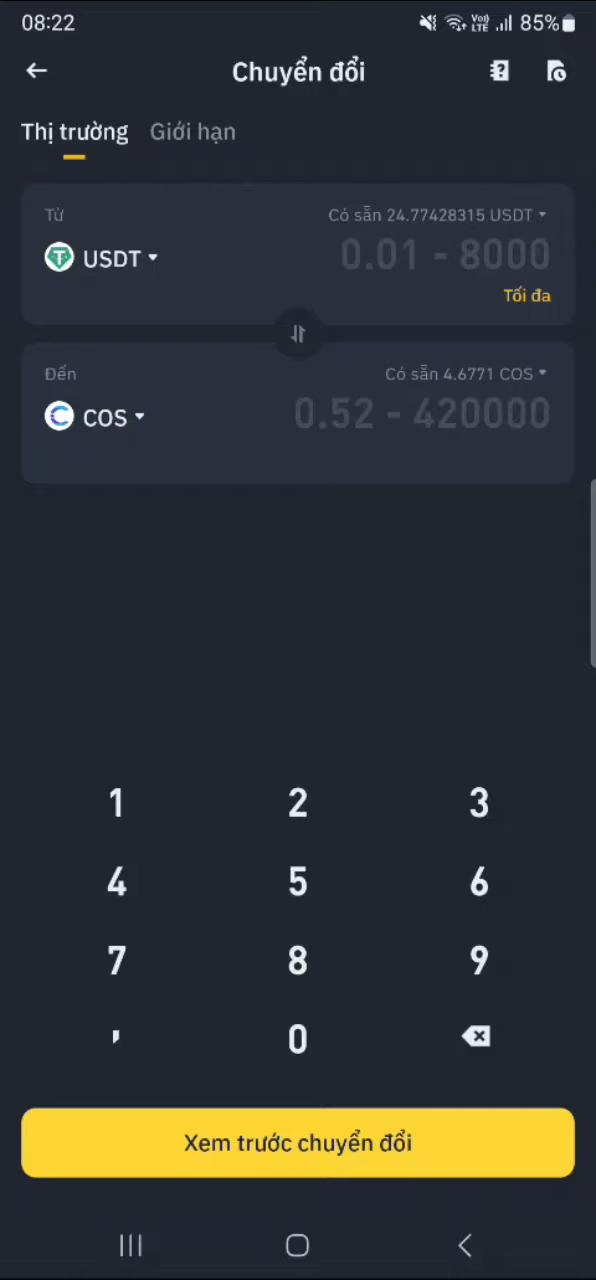 08:22 Vo) LTE 85%
Chuyển đổi
Thị trường Giới hạn
Từ Có sẵn 24.77428315 USDT
USDT 0.01 - 8000
Tối đa
Đến Có sẵn 4.6771 COS
COS 0.52 - 420000
1 2 3
4 5 6
7 8 9
, 0
Xem trước chuyển đổi